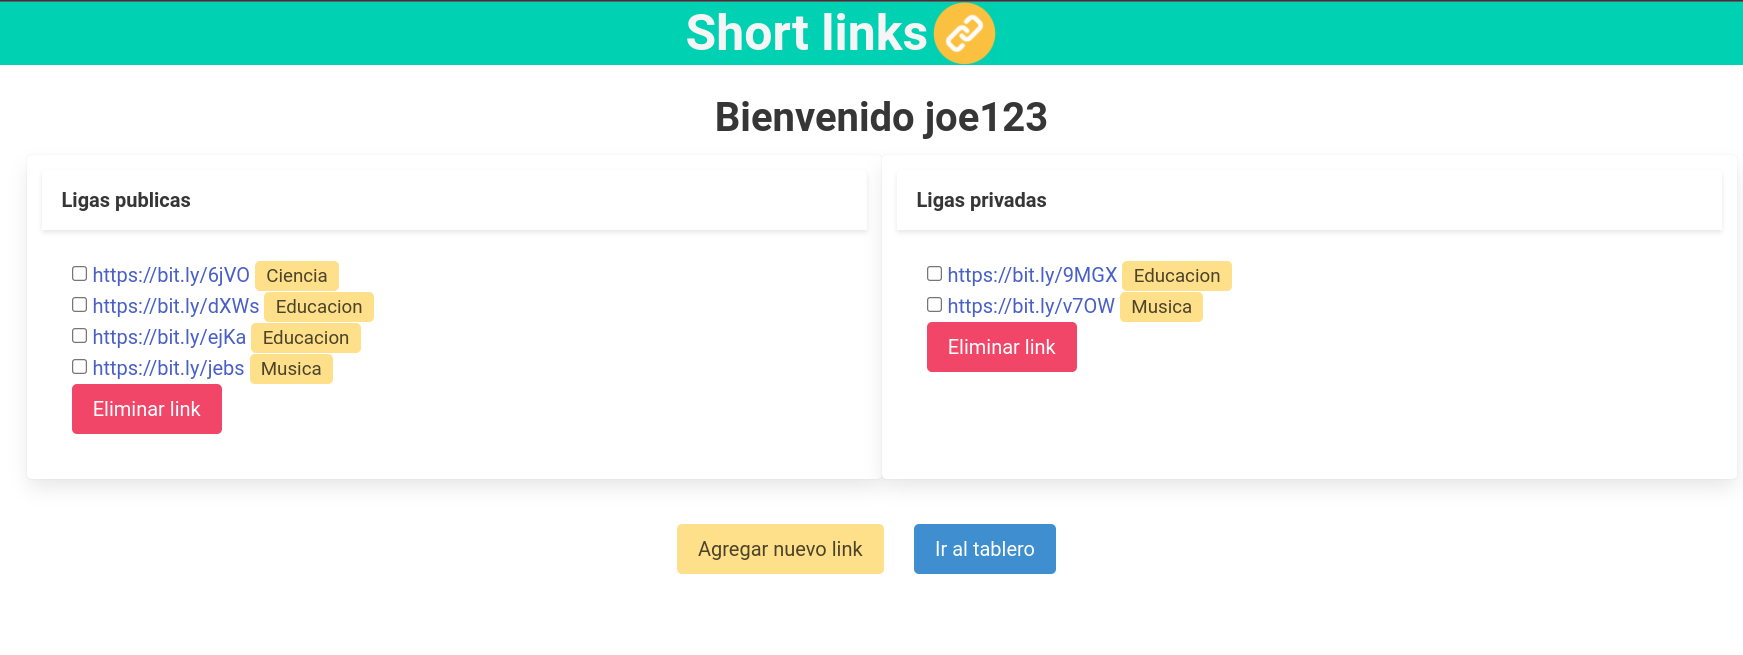 Short links
Bienvenido joe123
Ligas publicas
https://bit.ly/6jVO Ciencia
https://bit.ly/dXWs Educacion
https://bit.ly/ejKa Educacion
https://bit.ly/jebs Musica
Eliminar link
Ligas privadas
https://bit.ly/9MGX Educacion
https://bit.ly/v7OW Musica
Eliminar link
Agregar nuevo link
Ir al tablero